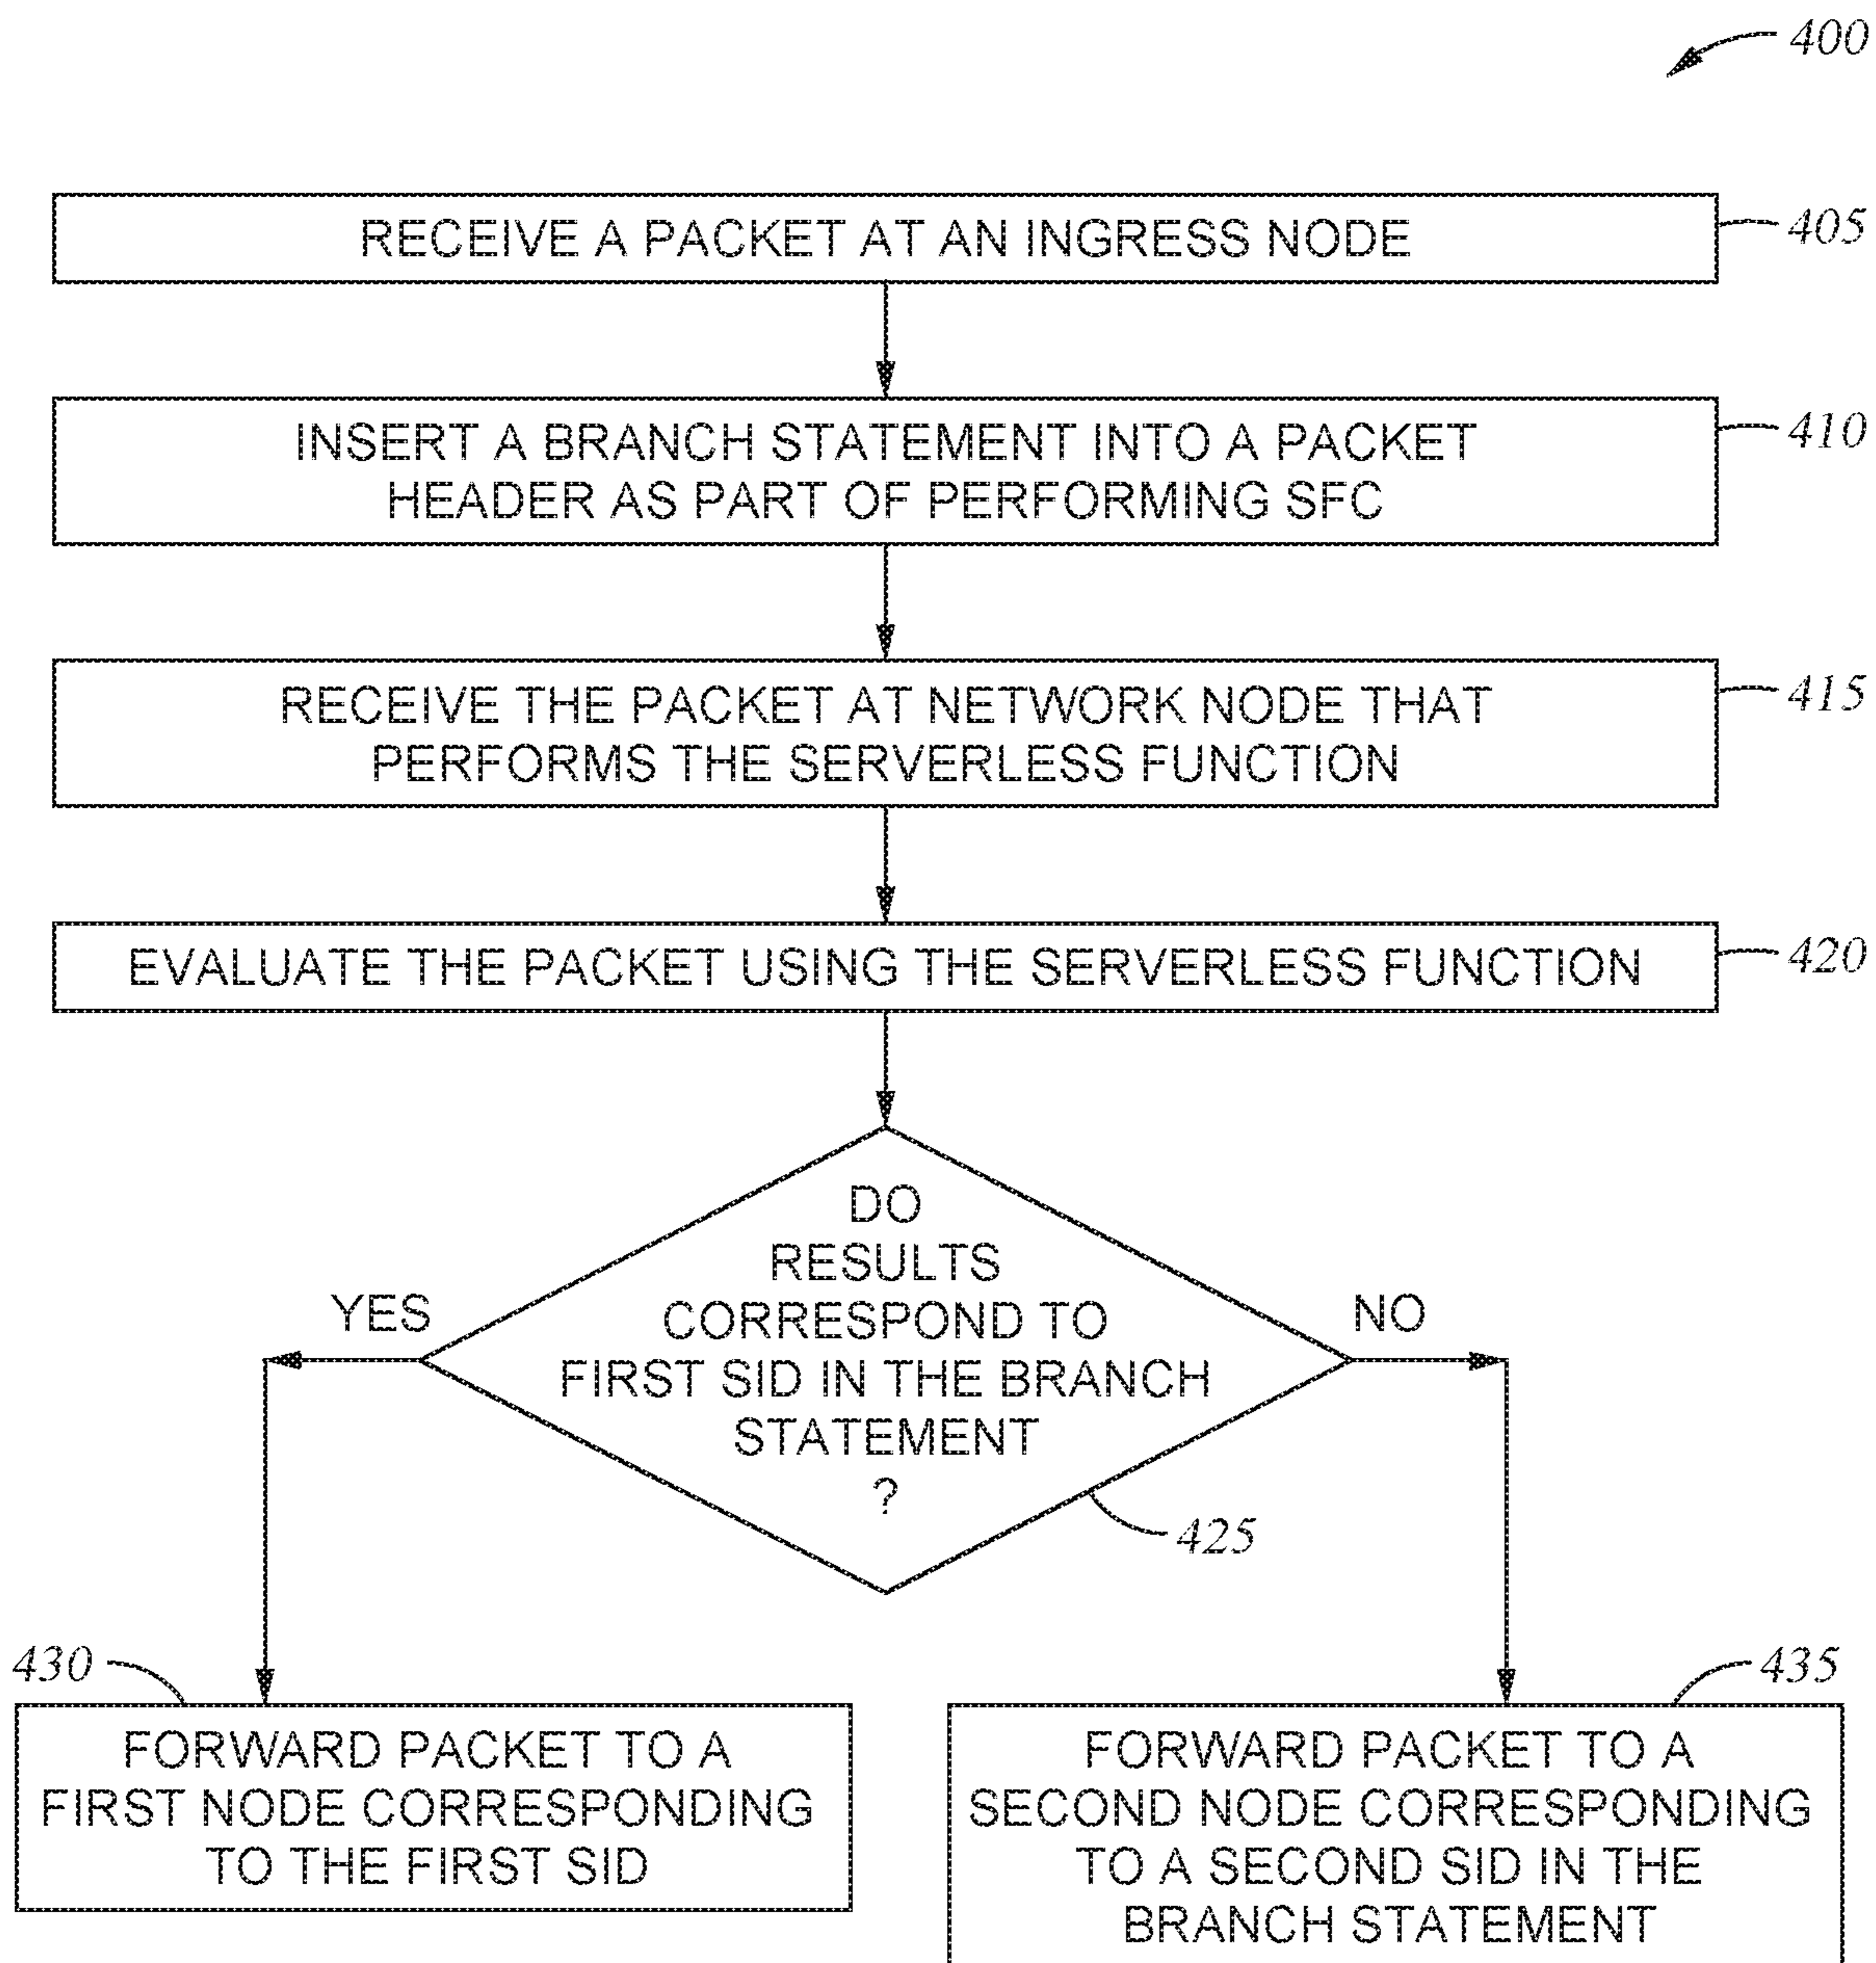 400
RECEIVE A PACKET AT AN INGRESS NODE
405
INSERT A BRANCH STATEMENT INTO A PACKET
HEADER AS PART OF PERFORMING SFC
410
RECEIVE THE PACKET AT NETWORK NODE THAT
PERFORMS THE SERVERLESS FUNCTION
415
EVALUATE THE PACKET USING THE SERVERLESS FUNCTION
420
DO
RESULTS
CORRESPOND TO
FIRST SID IN THE BRANCH
STATEMENT
?
425
YES
NO
430
FORWARD PACKET TO A
FIRST NODE CORRESPONDING
TO THE FIRST SID
435
FORWARD PACKET TO A
SECOND NODE CORRESPONDING
TO A SECOND SID IN THE
BRANCH STATEMENT